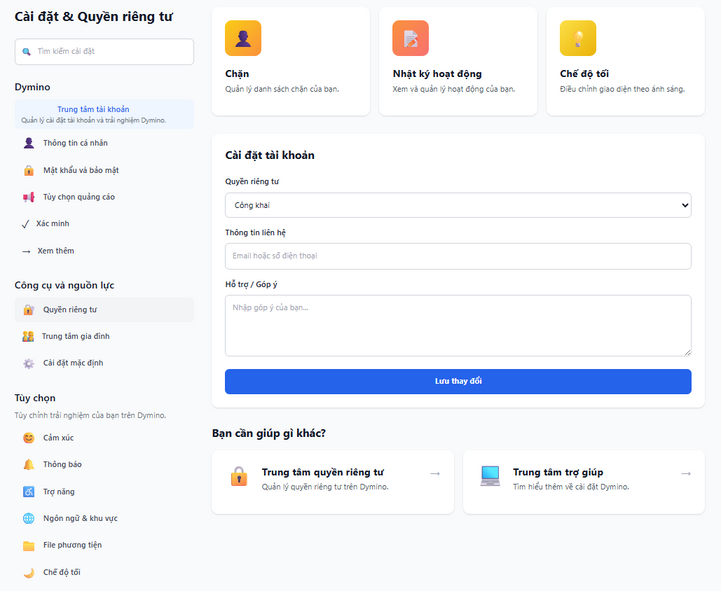 Cài đặt & Quyền riêng tư
Tìm kiếm cài đặt
Dymino
Trung tâm tài khoản
Quản lý cài đặt tài khoản và trải nghiệm Dymino.
Thông tin cá nhân
Mật khẩu và bảo mật
Tùy chọn quảng cáo
Xác minh
Xem thêm
Công cụ và nguồn lực
Quyền riêng tư
Trung tâm gia đình
Cài đặt mặc định
Tùy chọn
Tùy chỉnh trải nghiệm của bạn trên Dymino.
Cảm xúc
Thông báo
Trợ năng
Ngôn ngữ & khu vực
File phương tiện
Chế độ tối
Chặn
Quản lý danh sách chặn của bạn.
Nhật ký hoạt động
Xem và quản lý hoạt động của bạn.
Chế độ tối
Điều chỉnh giao diện theo ánh sáng.
Cài đặt tài khoản
Quyền riêng tư
Công khai
Thông tin liên hệ
Email hoặc số điện thoại
Hỗ trợ / Góp ý
Nhập góp ý của bạn...
Lưu thay đổi
Bạn cần giúp gì khác?
Trung tâm quyền riêng tư
Quản lý quyền riêng tư trên Dymino.
Trung tâm trợ giúp
Tìm hiểu thêm về cài đặt Dymino.